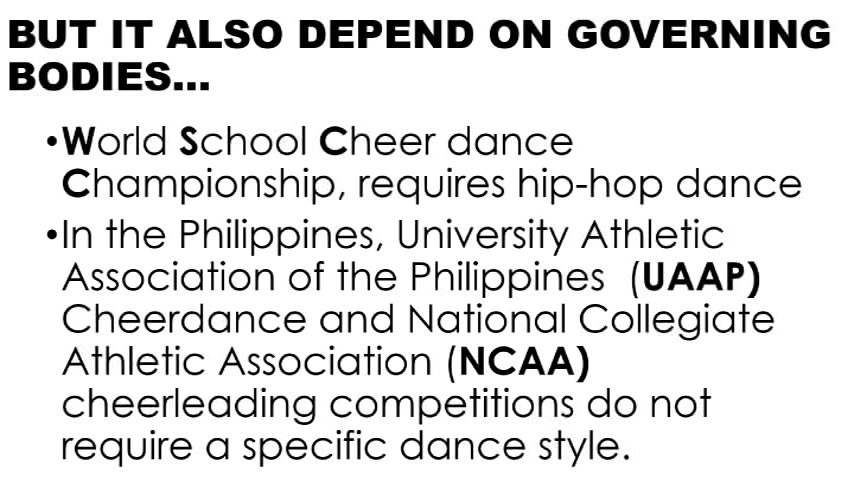 BUT IT ALSO DEPEND ON GOVERNING
BODIES...
•World School Cheer dance
Championship, requires hip-hop dance
•In the Philippines, University Athletic
Association of the Philippines (UAAP)
Cheerdance and National Collegiate
Athletic Association (NCAA)
cheerleading competitions do not
require a specific dance style.